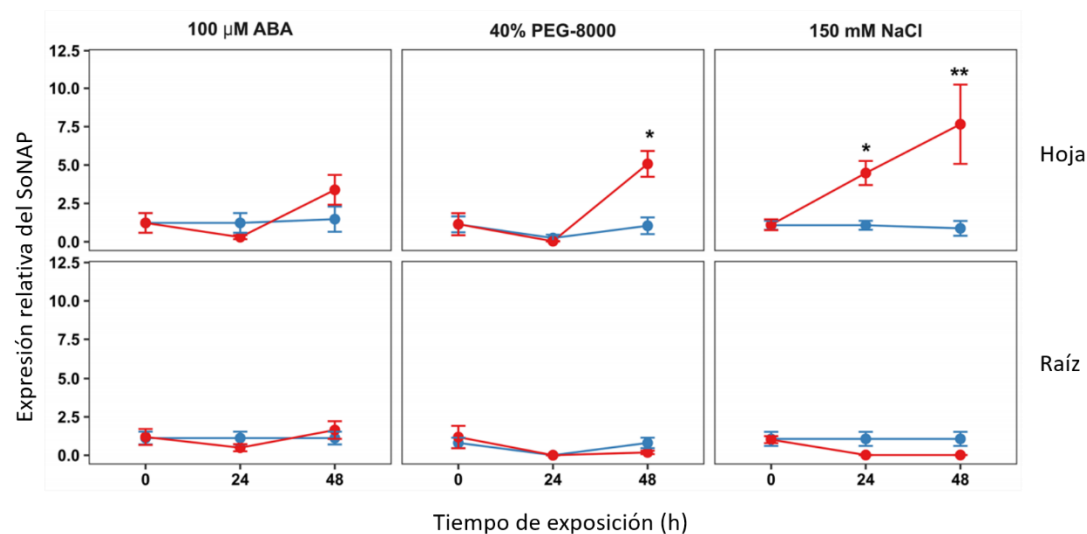 100 µM ABA 40% PEG-8000 150 mM NaCl
12.5
10.0
7.5
5.0
2.5
0.0
* * **
Hoja
12.5
10.0
7.5
5.0
2.5
0.0
Raíz
0 24 48 0 24 48 0 24 48
Expresión relativa del SoNAP
Tiempo de exposición (h)